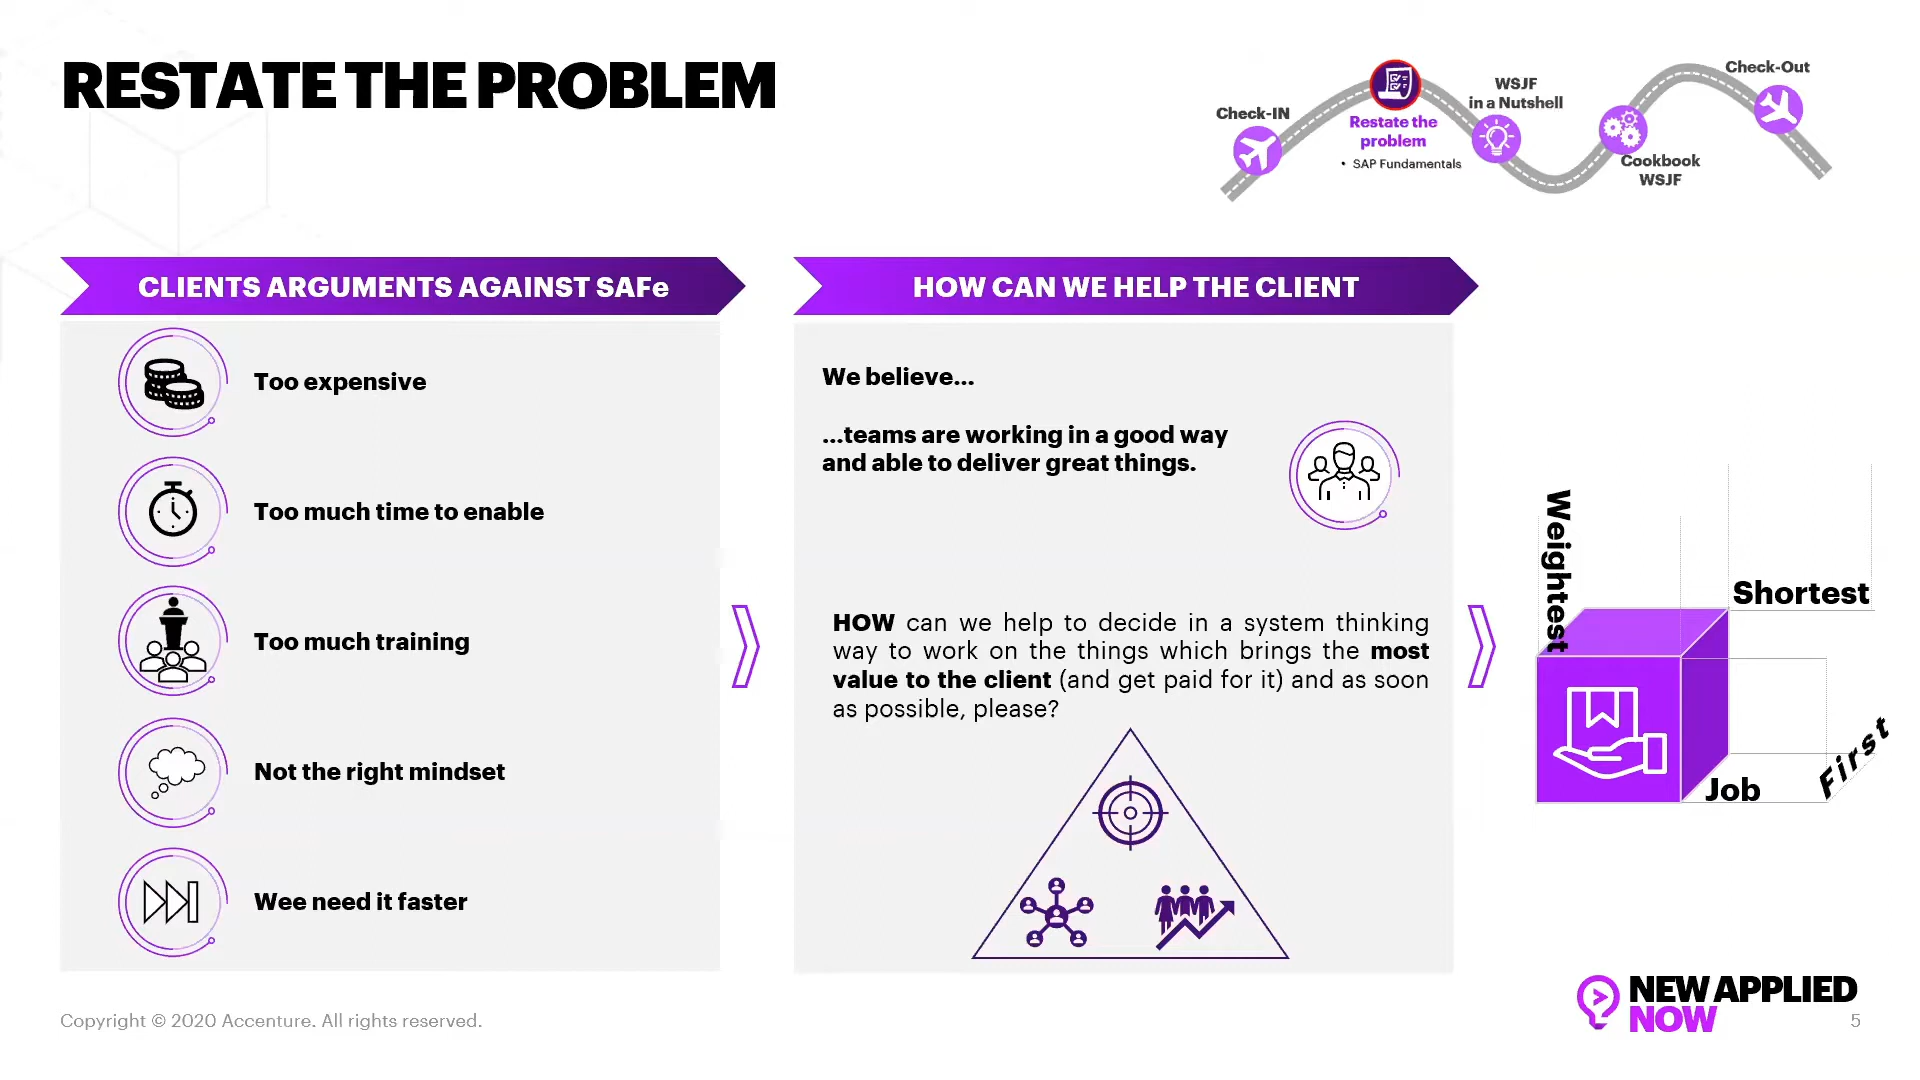 RESTATE THE PROBLEM
Check-IN
Restate the
problem
• SAP Fundamentals
WSJF
in a Nutshell
Cookbook
WSJF
Check-Out
CLIENTS ARGUMENTS AGAINST SAFe
Too expensive
Too much time to enable
Too much training
Not the right mindset
Wee need it faster
HOW CAN WE HELP THE CLIENT
We believe...
...teams are working in a good way
and able to deliver great things.
HOW can we help to decide in a system thinking
way to work on the things which brings the most
value to the client (and get paid for it) and as soon
as possible, please?
Weightest
Shortest
Job
First
Copyright © 2020 Accenture. All rights reserved.
NEW APPLIED
NOW
5